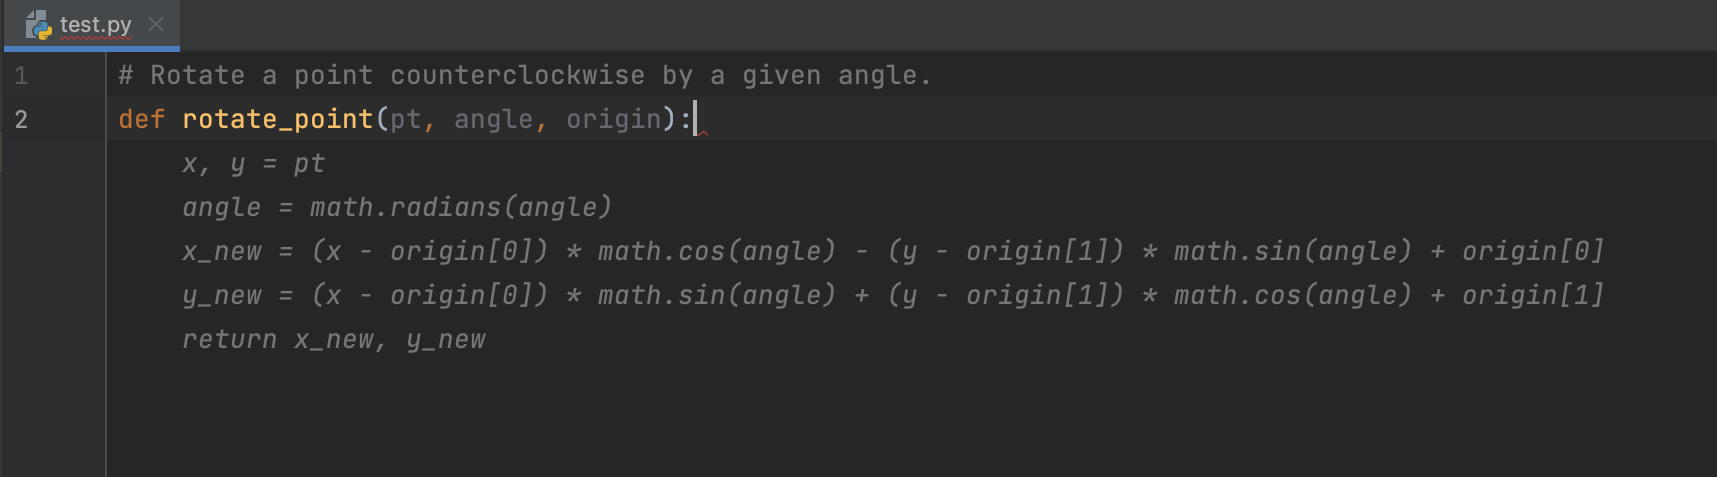 test.py
1 # Rotate a point counterclockwise by a given angle.
2 def rotate_point(pt, angle, origin):
x, y = pt
angle = math.radians(angle)
x_new = (x - origin[0]) * math.cos(angle) - (y - origin[1]) * math.sin(angle) + origin[0]
y_new = (x - origin[0]) * math.sin(angle) + (y - origin[1]) * math.cos(angle) + origin[1]
return x_new, y_new